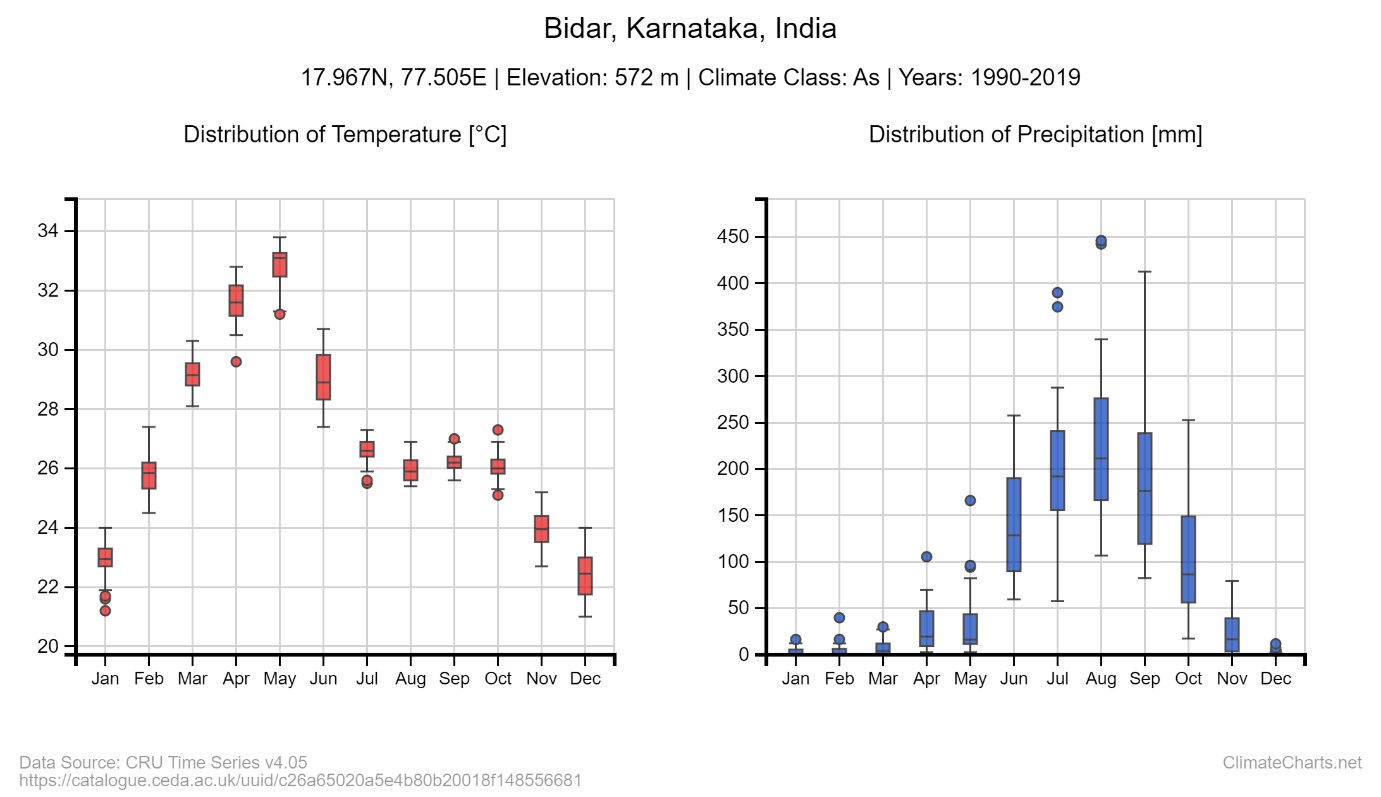 Bidar, Karnataka, India
17.967N, 77.505E | Elevation: 572 m | Climate Class: As | Years: 1990-2019
Distribution of Temperature [°C]
34
32
30
28
26
24
22
20
Jan Feb Mar Apr May Jun Jul Aug Sep Oct Nov Dec
Distribution of Precipitation [mm]
450
400
350
300
250
200
150
100
50
0
Jan Feb Mar Apr May Jun Jul Aug Sep Oct Nov Dec
Data Source: CRU Time Series v4.05
https://catalogue.ceda.ac.uk/uuid/c26a65020a5e4b80b20018f148556681
ClimateCharts.net